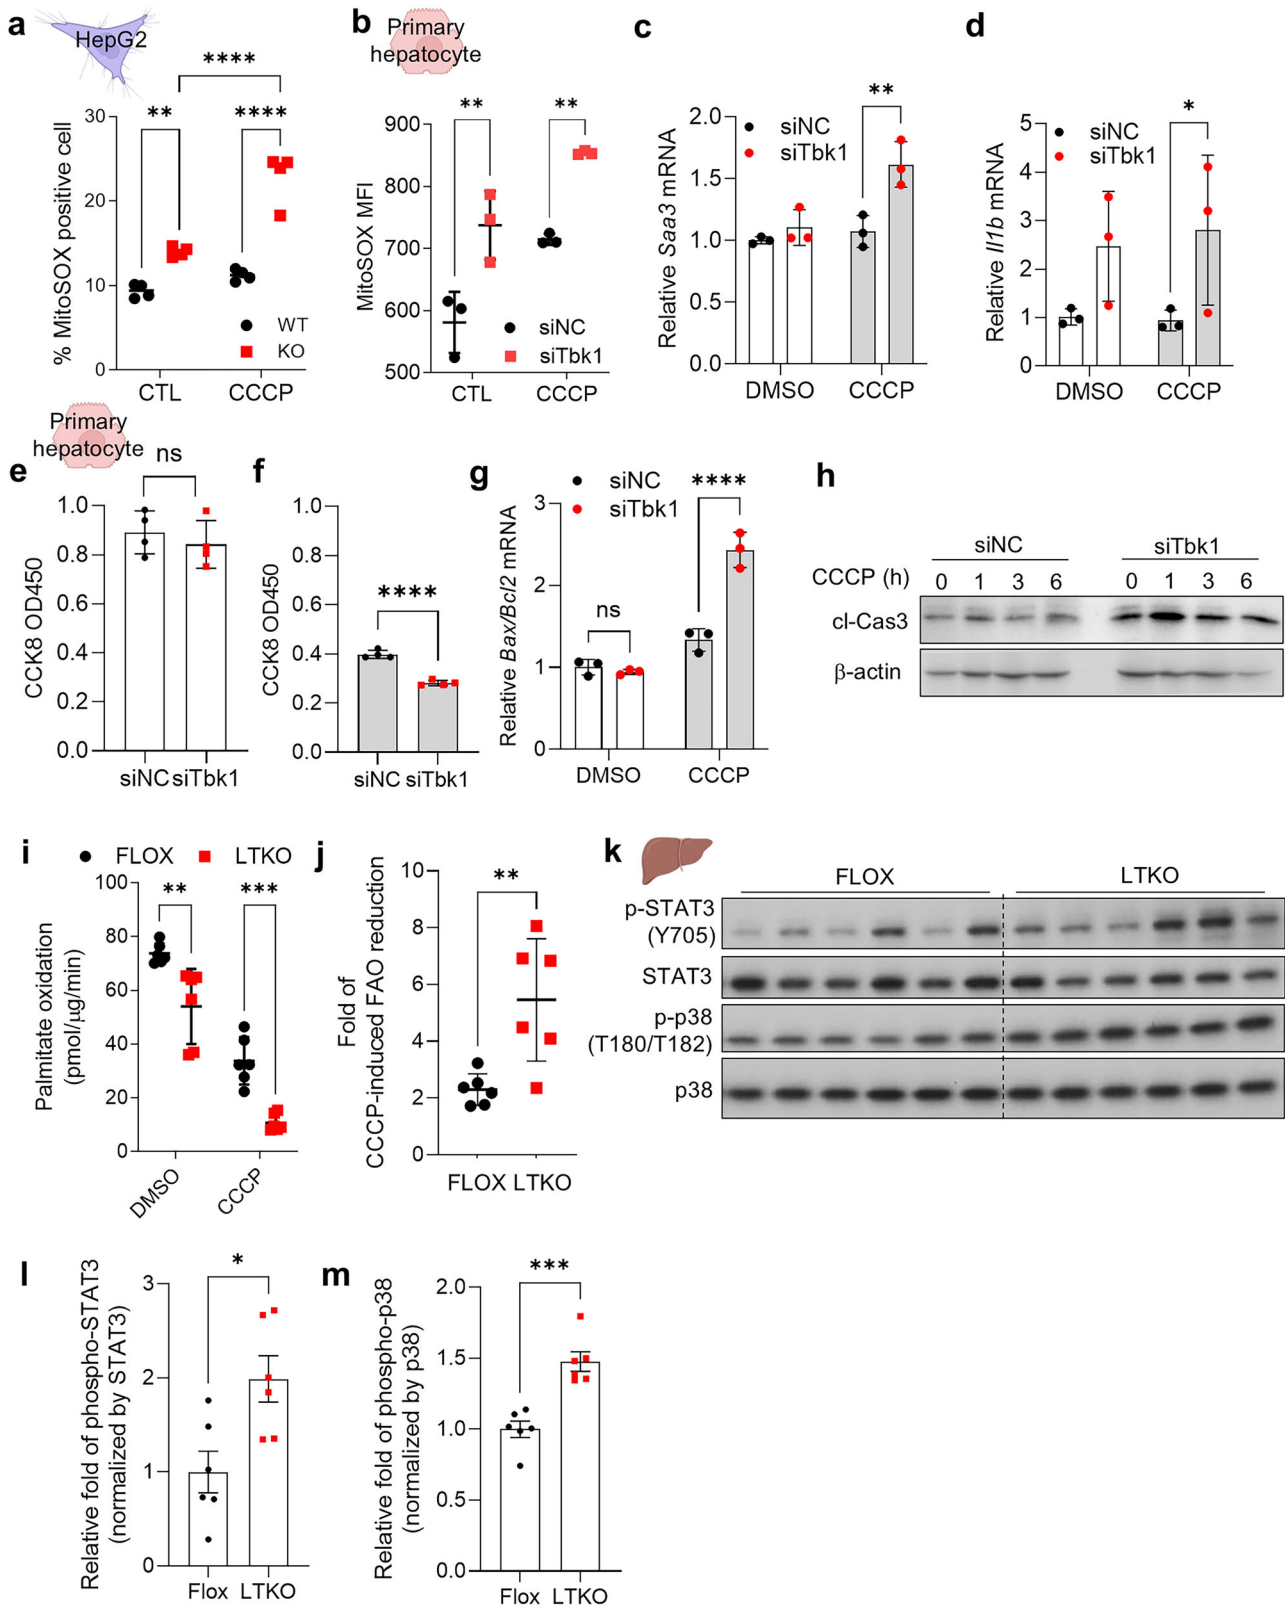 a
HepG2
****
**
****
% MitoSOX positive cell
30
20
10
0
WT
KO
CTL
CCCP
b
Primary
hepatocyte
**
**
MitoSOX MFI
900
800
700
600
500
siNC
siTbk1
CTL
CCCP
c
**
Relative Saa3 mRNA
2.0
1.5
1.0
0.5
0.0
siNC
siTbk1
DMSO
CCCP
d
*
Relative Il1b mRNA
5
4
3
2
1
0
siNC
siTbk1
DMSO
CCCP
Primary
hepatocyte
e
ns
CCK8 OD450
1.0
0.8
0.6
0.4
0.2
0.0
siNC
siTbk1
f
****
CCK8 OD450
1.0
0.8
0.6
0.4
0.2
0.0
siNC
siTbk1
g
siNC
siTbk1
****
ns
Relative Bax/Bcl2 mRNA
3
2
1
0
DMSO
CCCP
h
siNC
siTbk1
CCCP (h)
0 1 3 6
0 1 3 6
cl-Cas3
β-actin
i
FLOX
LTKO
**
***
Palmitate oxidation
(pmol/μg/min)
100
80
60
40
20
0
DMSO
CCCP
j
**
Fold of
CCCP-induced FAO reduction
10
8
6
4
2
0
FLOX
LTKO
k
FLOX
LTKO
p-STAT3
(Y705)
STAT3
p-p38
(T180/T182)
p38
l
*
Relative fold of phospho-STAT3
(normalized by STAT3)
3
2
1
0
Flox
LTKO
m
***
Relative fold of phospho-p38
(normalized by p38)
2.0
1.5
1.0
0.5
0.0
Flox
LTKO